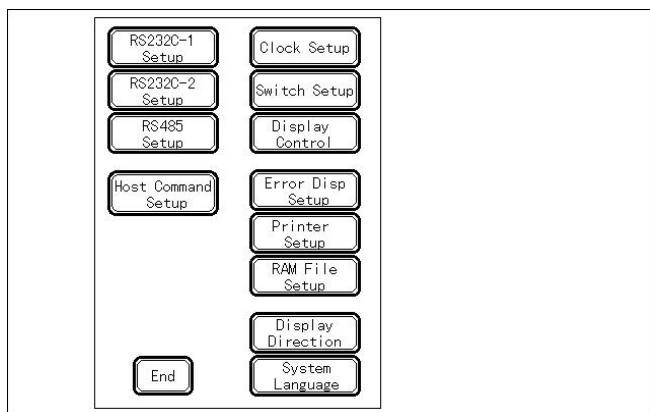 RS232C-1
Setup
RS232C-2
Setup
RS485
Setup
Host Command
Setup
End
Clock Setup
Switch Setup
Display
Control
Error Disp
Setup
Printer
Setup
RAM File
Setup
Display
Direction
System
Language